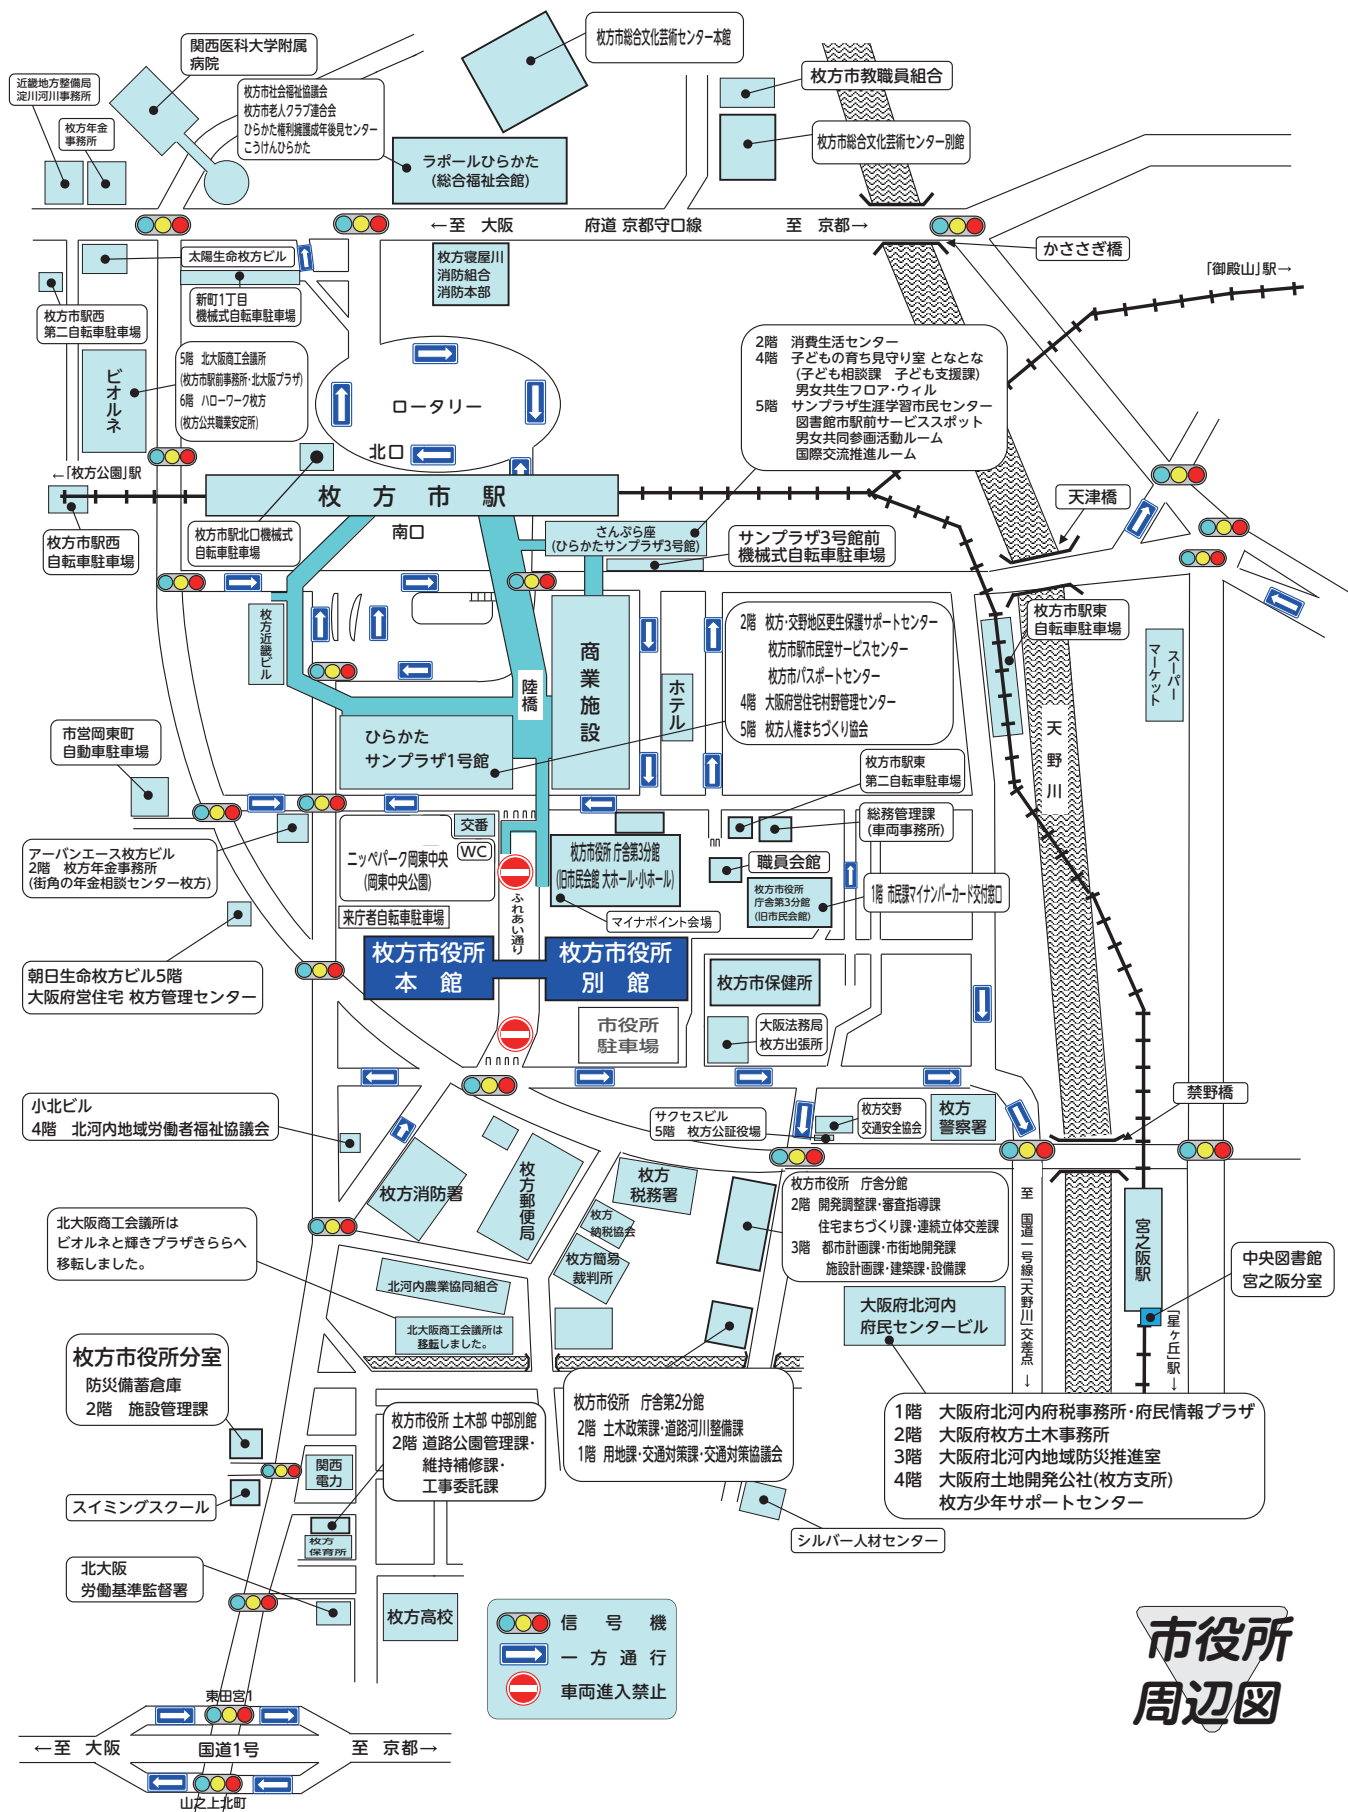 関西医科大学附属
病院
近畿地方整備局
淀川河川事務所
枚方年金
事務所
枚方市社会福祉協議会
枚方市老人クラブ連合会
ひらかた権利擁護成年後見センター
こうけんひらかた
枚方市総合文化芸術センター本館
ラポールひらかた
(総合福祉会館)
枚方市教職員組合
枚方市総合文化芸術センター別館
←至 大阪
府道 京都守口線
至 京都→
かささぎ橋
「御殿山」駅→
太陽生命枚方ビル
枚方寝屋川
消防組合
消防本部
新町1丁目
機械式自転車駐車場
枚方市駅西
第二自転車駐車場
ビオルネ
5階 北大阪商工会議所
(枚方市駅前事務所・北大阪プラザ)
6階 ハローワーク枚方
(枚方公共職業安定所)
ロータリー
北口
2階 消費生活センター
4階 子どもの育ち見守り室 となとな
(子ども相談課 子ども支援課)
男女共生フロア・ウィル
5階 サンプラザ生涯学習市民センター
図書館市駅前サービススポット
男女共同参画活動ルーム
国際交流推進ルーム
←「枚方公園」駅
枚方市駅
天津橋
枚方市駅西
自転車駐車場
枚方市駅北口機械式
自転車駐車場
南口
さんぷら座
(ひらかたサンプラザ3号館)
サンプラザ3号館前
機械式自転車駐車場
枚方近畿ビル
商業施設
陸橋
ホテル
2階 枚方・交野地区更生保護サポートセンター
枚方市駅市民室サービスセンター
枚方市パスポートセンター
4階 大阪府営住宅村野管理センター
5階 枚方人権まちづくり協会
枚方市駅東
自転車駐車場
スーパーマーケット
天野川
市営岡東町
自動車駐車場
ひらかた
サンプラザ1号館
枚方市駅東
第二自転車駐車場
総務管理課
(車両事務所)
交番
WC
ニッペパーク岡東中央
(岡東中央公園)
アーバンエース枚方ビル
2階 枚方年金事務所
(街角の年金相談センター枚方)
枚方市役所 庁舎第3分館
(旧市民会館 大ホール・小ホール)
職員会館
枚方市役所
庁舎第3分館
(旧市民会館)
1階 市民課マイナンバーカード交付窓口
来庁者自転車駐車場
ふれあい通り
マイナポイント会場
枚方市役所
本館
枚方市役所
別館
朝日生命枚方ビル5階
大阪府営住宅 枚方管理センター
枚方市保健所
市役所
駐車場
大阪法務局
枚方出張所
小北ビル
4階 北河内地域労働者福祉協議会
サクセスビル
5階 枚方公証役場
枚方交野
交通安全協会
枚方
警察署
禁野橋
枚方消防署
枚方郵便局
枚方
税務署
枚方
納税協会
枚方簡易
裁判所
枚方市役所 庁舎分館
2階 開発調整課・審査指導課
住宅まちづくり課・連続立体交差課
3階 都市計画課・市街地開発課
施設計画課・建築課・設備課
至 国道一号線「天野川」交差点→
宮之阪駅
中央図書館
宮之阪分室
「星ヶ丘」駅→
北大阪商工会議所は
ビオルネと輝きプラザきららへ
移転しました。
北河内農業協同組合
北大阪商工会議所は
移転しました。
大阪府北河内
府民センタービル
枚方市役所分室
防災備蓄倉庫
2階 施設管理課
枚方市役所 土木部 中部別館
2階 道路公園管理課・
維持補修課・
工事委託課
枚方市役所 庁舎第2分館
2階 土木政策課・道路河川整備課
1階 用地課・交通対策課・交通対策協議会
1階 大阪府北河内府税事務所・府民情報プラザ
2階 大阪府枚方土木事務所
3階 大阪府北河内地域防災推進室
4階 大阪府土地開発公社(枚方支所)
枚方少年サポートセンター
関西
電力
スイミングスクール
枚方
保育所
シルバー人材センター
北大阪
労働基準監督署
枚方高校
信号機
一方通行
車両進入禁止
市役所
周辺図
東田宮1
←至 大阪
国道1号
至 京都→
山之上北町